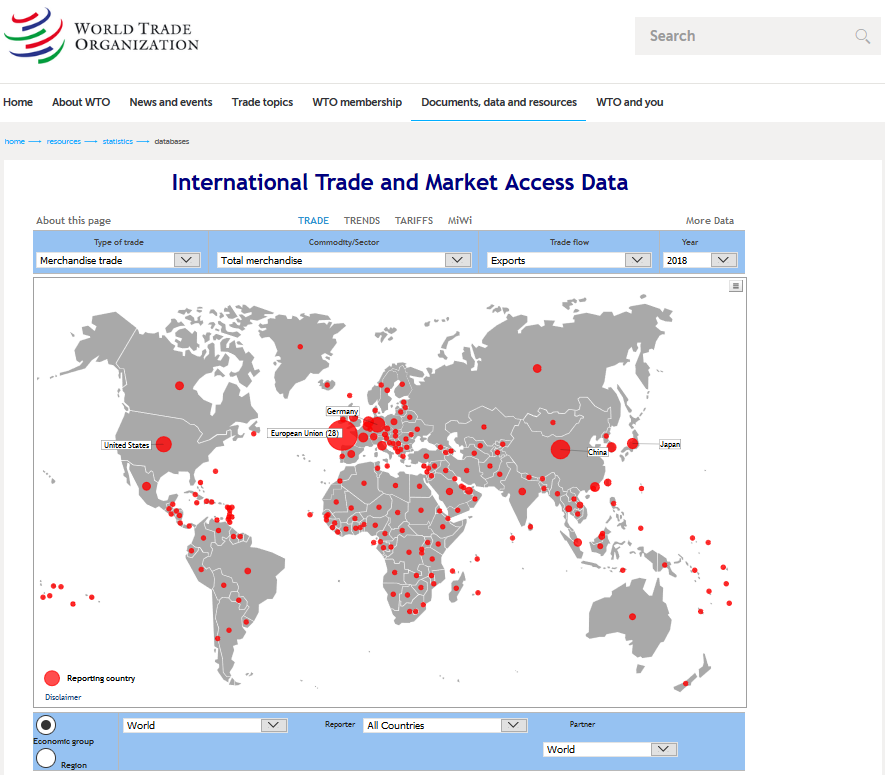 WORLD TRADE
ORGANIZATION
Search
Home About WTO News and events Trade topics WTO membership Documents, data and resources WTO and you
home resources statistics databases
International Trade and Market Access Data
About this page TRADE TRENDS TARIFFS MiWi More Data
Type of trade Commodity/Sector Trade flow Year
Merchandise trade Total merchandise Exports 2018
Germany
European Union (28)
United States
China
Japan
Reporting country
Disclaimer
World Reporter All Countries Partner
Economic group
World
Region